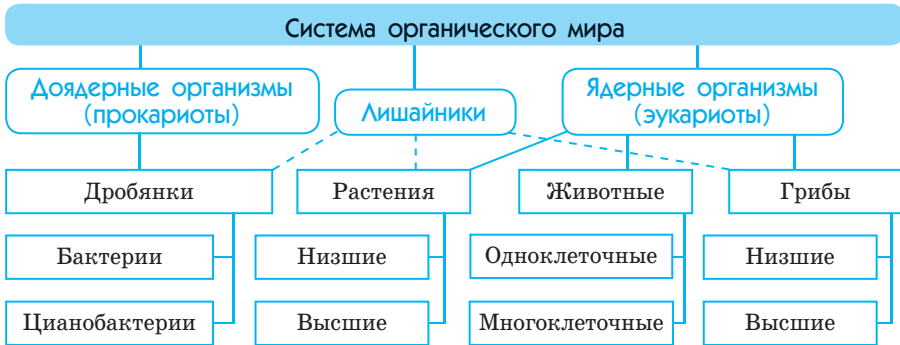 Система органического мира
Доядерные организмы
(прокариоты)
Лишайники
Ядерные организмы
(эукариоты)
Дробянки
Растения
Животные
Грибы
Бактерии
Низшие
Одноклеточные
Низшие
Цианобактерии
Высшие
Многоклеточные
Высшие